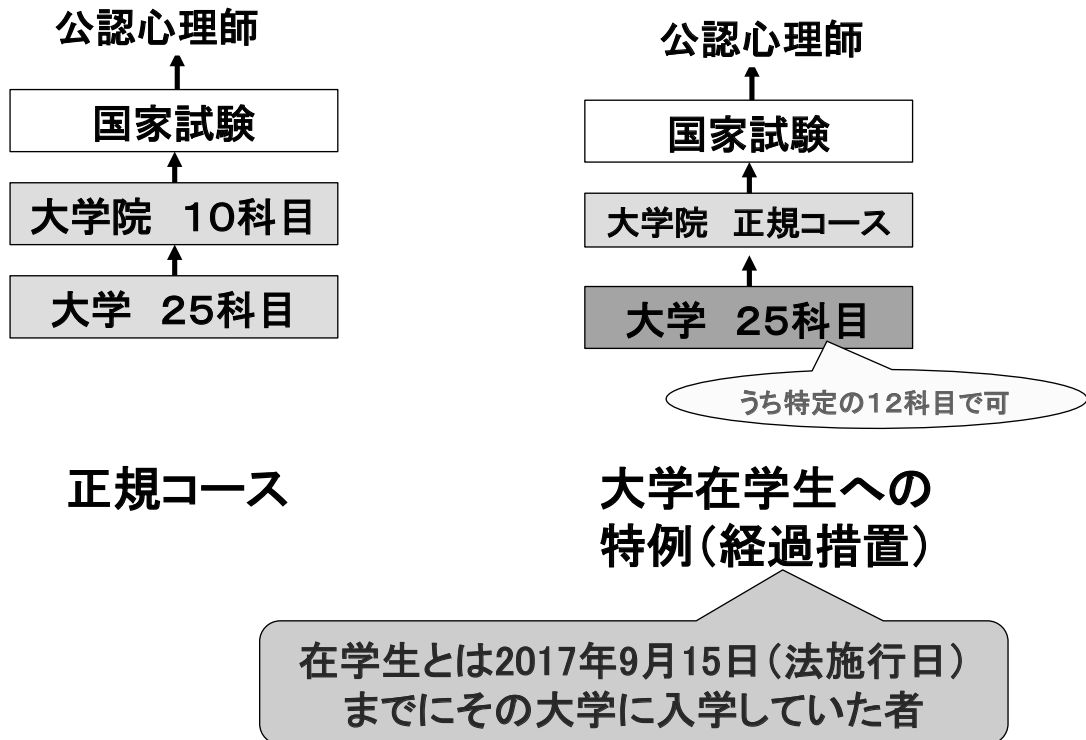 公認心理師
国家試験
大学院　10科目
大学　25科目
正規コース
公認心理師
国家試験
大学院　正規コース
大学　25科目
うち特定の12科目で可
大学在学生への
特例（経過措置）
在学生とは2017年9月15日（法施行日）
までにその大学に入学していた者